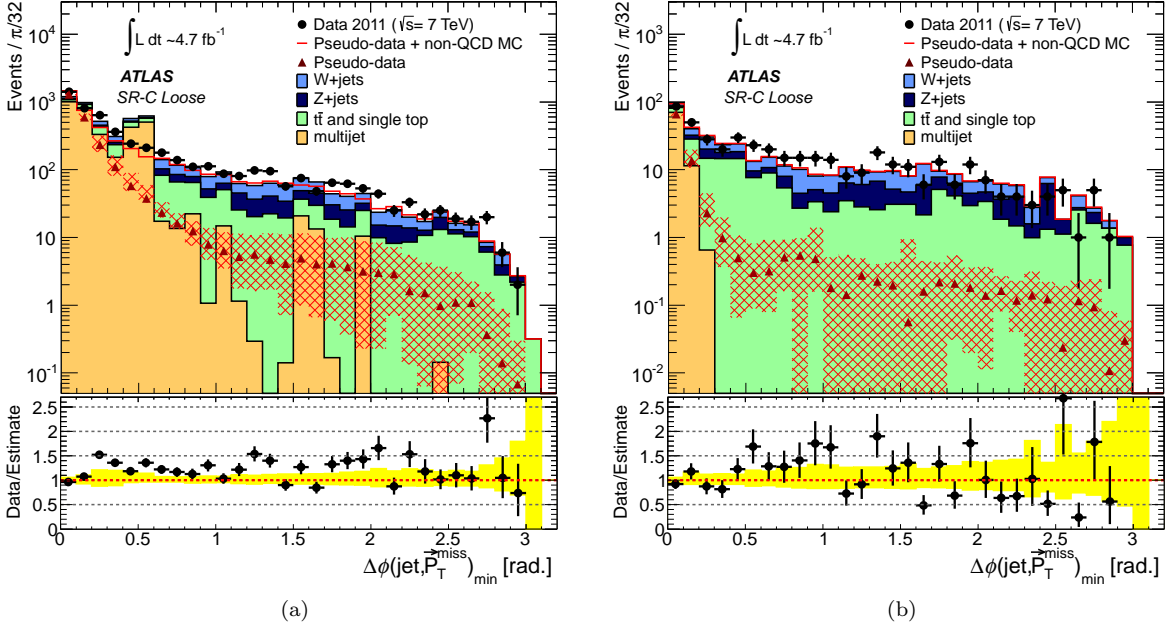 Events / π/32
10³
10²
10
1
10⁻¹
∫ L dt ~4.7 fb⁻¹
ATLAS
SR-C Loose
Data 2011 (√s= 7 TeV)
Pseudo-data + non-QCD MC
Pseudo-data
W+jets
Z+jets
tt̄ and single top
multijet
Data/Estimate
2.5
2
1.5
1
0.5
0
0 0.5 1 1.5 2 2.5 3
Δϕ(jet,P⃗_T^miss)_min [rad.]
(a)
Events / π/32
10³
10²
10
1
10⁻¹
∫ L dt ~4.7 fb⁻¹
ATLAS
SR-C Loose
Data 2011 (√s= 7 TeV)
Pseudo-data + non-QCD MC
Pseudo-data
W+jets
Z+jets
tt̄ and single top
multijet
Data/Estimate
2.5
2
1.5
1
0.5
0
0 0.5 1 1.5 2 2.5 3
Δϕ(jet,P⃗_T^miss)_min [rad.]
(b)